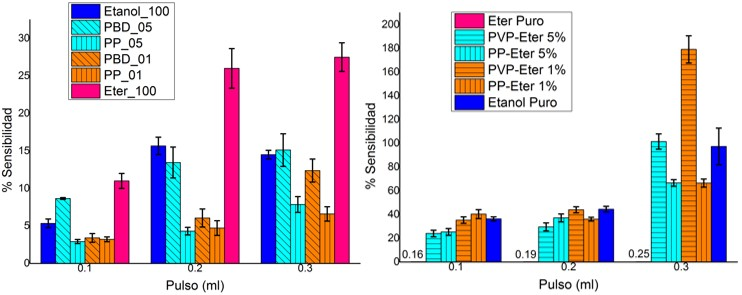 Etanol_100
PBD_05
PP_05
PBD_01
PP_01
Eter_100
% Sensibilidad
30
25
20
15
10
5
0
0.1
0.2
0.3
Pulso (ml)
Eter Puro
PVP-Eter 5%
PP-Eter 5%
PVP-Eter 1%
PP-Eter 1%
Etanol Puro
% Sensibilidad
200
180
160
140
120
100
80
60
40
20
0
0.16
0.19
0.25
0.1
0.2
0.3
Pulso (ml)